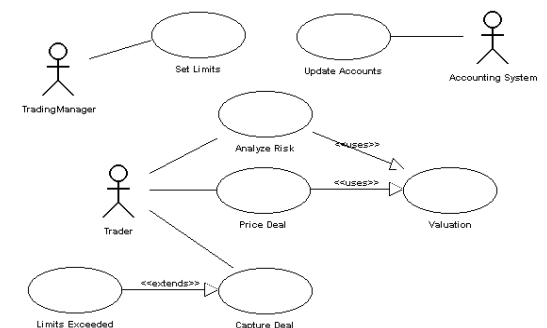 Set Limits
Update Accounts
Accounting System
TradingManager
Analyze Risk
<<uses>>
<<uses>>
Trader
Price Deal
Valuation
<<extends>>
Limits Exceeded
Capture Deal